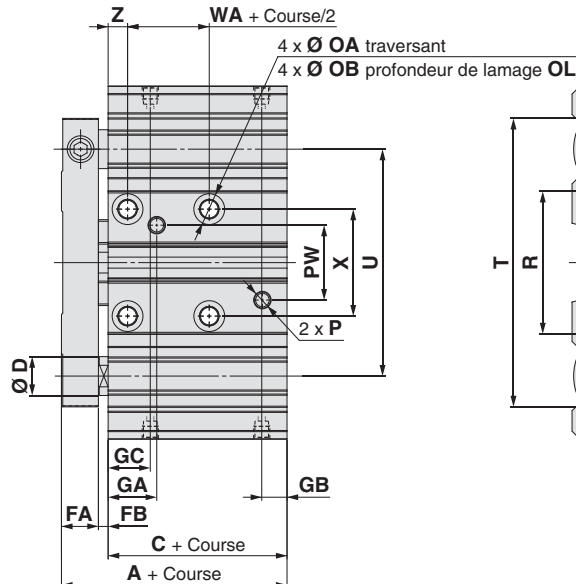 Z
WA + Course/2
4 x Ø OA traversant
4 x Ø OB profondeur de lamage OL
PW
X
U
T
R
2 x P
Ø D
GC
GA
GB
FA
FB
C + Course
A + Course